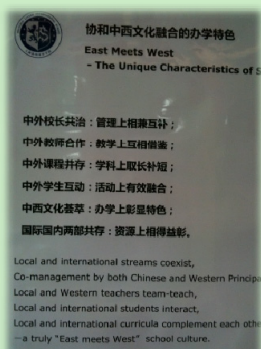 协和中西文化融合的办学特色
East Meets West
– The Unique Characteristics of
中外校长共治：管理上相兼互补；
中外教师合作：教学上互相借鉴；
中外课程并存：学科上取长补短；
中外学生互动：活动上有效融合；
中西文化荟萃：办学上彰显特色；
国际国内两部共存：资源上相得益彰。
Local and international streams coexist,
Co-management by both Chinese and Western Principa
Local and Western teachers team-teach,
Local and international students interact,
Local and international curricula complement each othe
—a truly "East meets West" school culture.